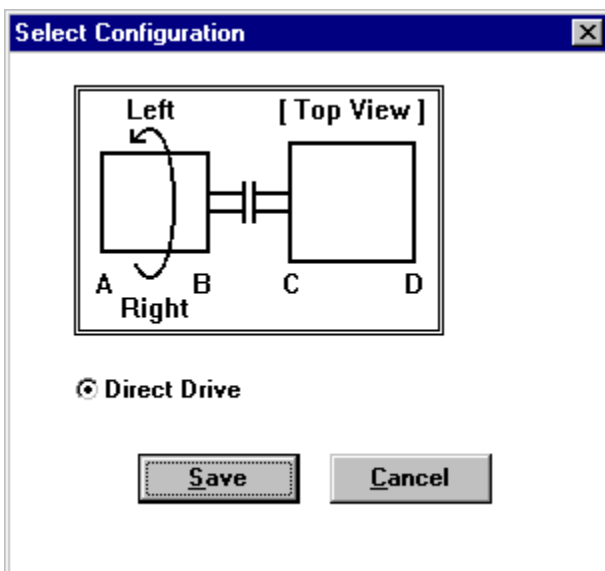 Select Configuration
Left [ Top View ]
A B C D
Right
Direct Drive
Save Cancel